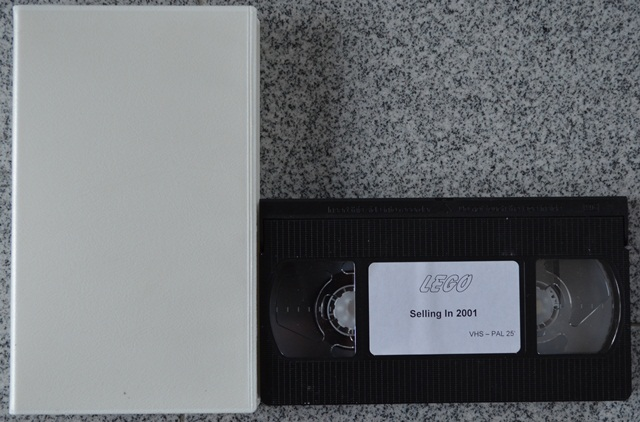 LEGO
Selling In 2001
VHS – PAL 25'